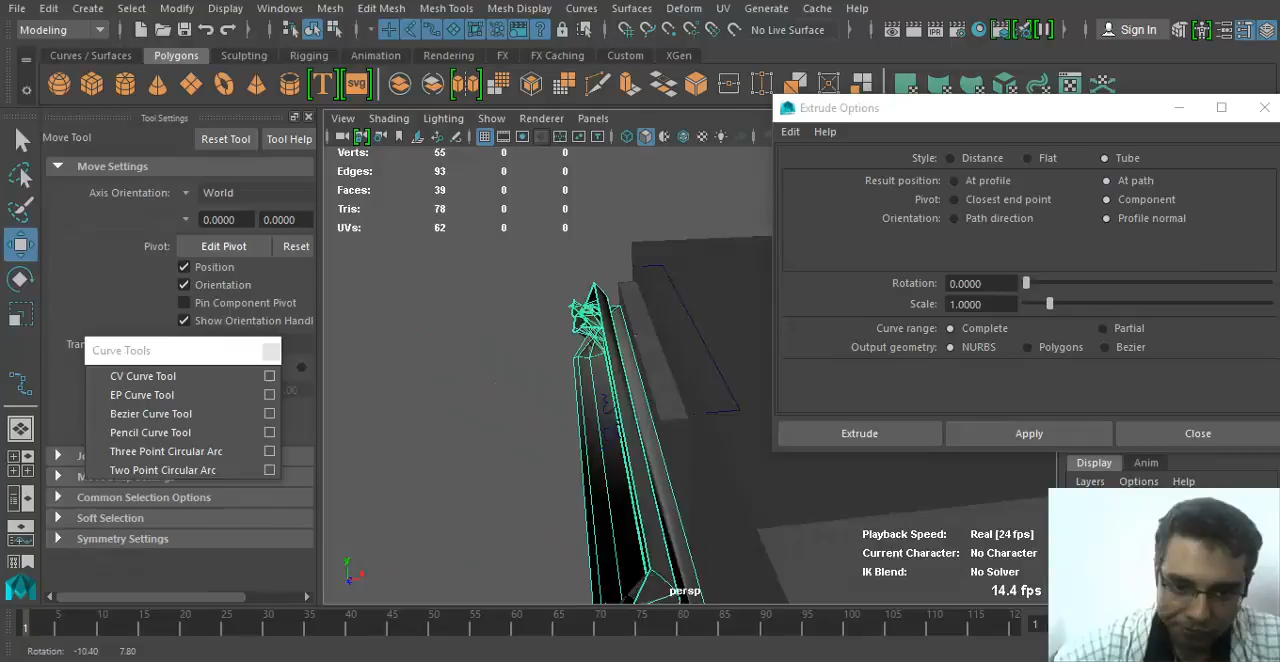 File Edit Create Select Modify Display Windows Mesh Edit Mesh Mesh Tools Mesh Display Curves Surfaces Deform UV Generate Cache Help
Modeling No Live Surface Sign In
Curves / Surfaces Polygons Sculpting Rigging Animation Rendering FX FX Caching Custom XGen
T SVG
Tool Settings
Move Tool Reset Tool Tool Help
Move Settings
Axis Orientation: World
0.0000 0.0000
Pivot: Edit Pivot Reset
Position
Orientation
Pin Component Pivot
Show Orientation Handl
Curve Tools
CV Curve Tool
EP Curve Tool
Bezier Curve Tool
Pencil Curve Tool
Three Point Circular Arc
Two Point Circular Arc
Common Selection Options
Soft Selection
Symmetry Settings
View Shading Lighting Show Renderer Panels
Verts: 55 0 0
Edges: 93 0 0
Faces: 39 0 0
Tris: 78 0 0
UVs: 62 0 0
Extrude Options
Edit Help
Style: Distance Flat Tube
Result position: At profile At path
Pivot: Closest end point Component
Orientation: Path direction Profile normal
Rotation: 0.0000
Scale: 1.0000
Curve range: Complete Partial
Output geometry: NURBS Polygons Bezier
Extrude Apply Close
Display Anim
Layers Options Help
Playback Speed: Real [24 fps]
Current Character: No Character
IK Blend: No Solver
14.4 fps
persp
5 10 15 20 25 30 35 40 45 50 55 60 65 70 75 80 85 90 95 100 105 110 115 12
1 1
Rotation: -10.40 7.80